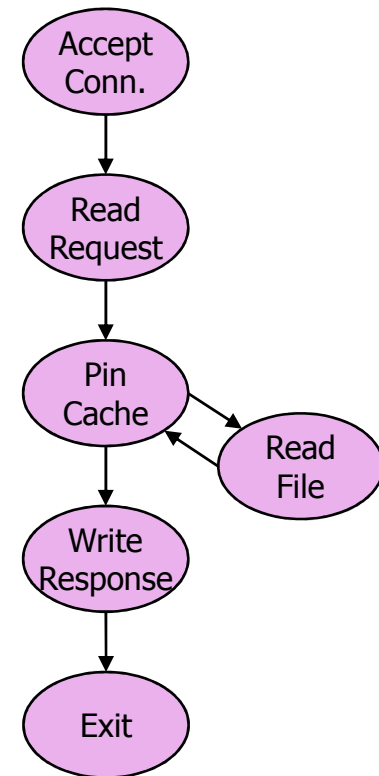 Accept
Conn.
Read
Request
Pin
Cache
Read
File
Write
Response
Exit